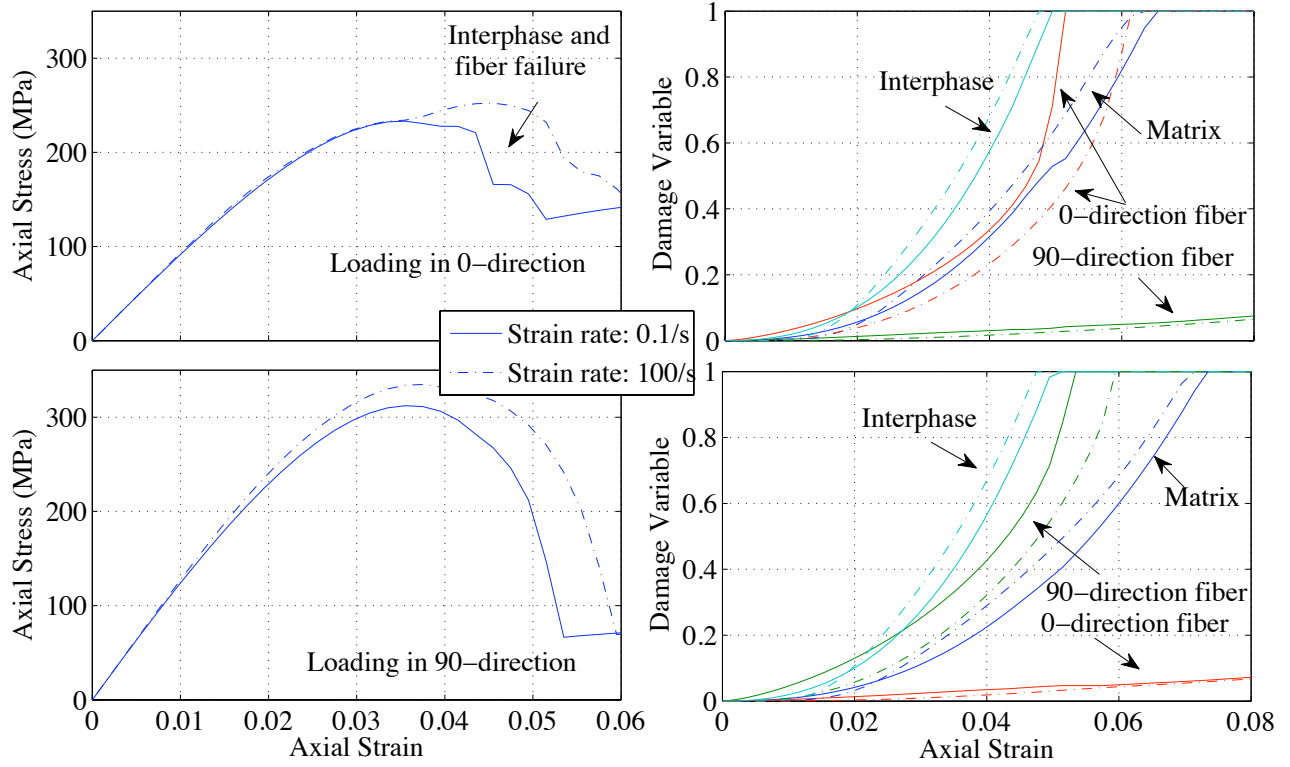 300
200
100
0
Axial Stress (MPa)
Interphase and
fiber failure
Loading in 0−direction
1
0.8
0.6
0.4
0.2
0
Damage Variable
Interphase
Matrix
0−direction fiber
90−direction fiber
Strain rate: 0.1/s
Strain rate: 100/s
300
200
100
0
Axial Stress (MPa)
Loading in 90−direction
0 0.01 0.02 0.03 0.04 0.05 0.06
Axial Strain
1
0.8
0.6
0.4
0.2
0
Damage Variable
Interphase
Matrix
90−direction fiber
0−direction fiber
0 0.02 0.04 0.06 0.08
Axial Strain